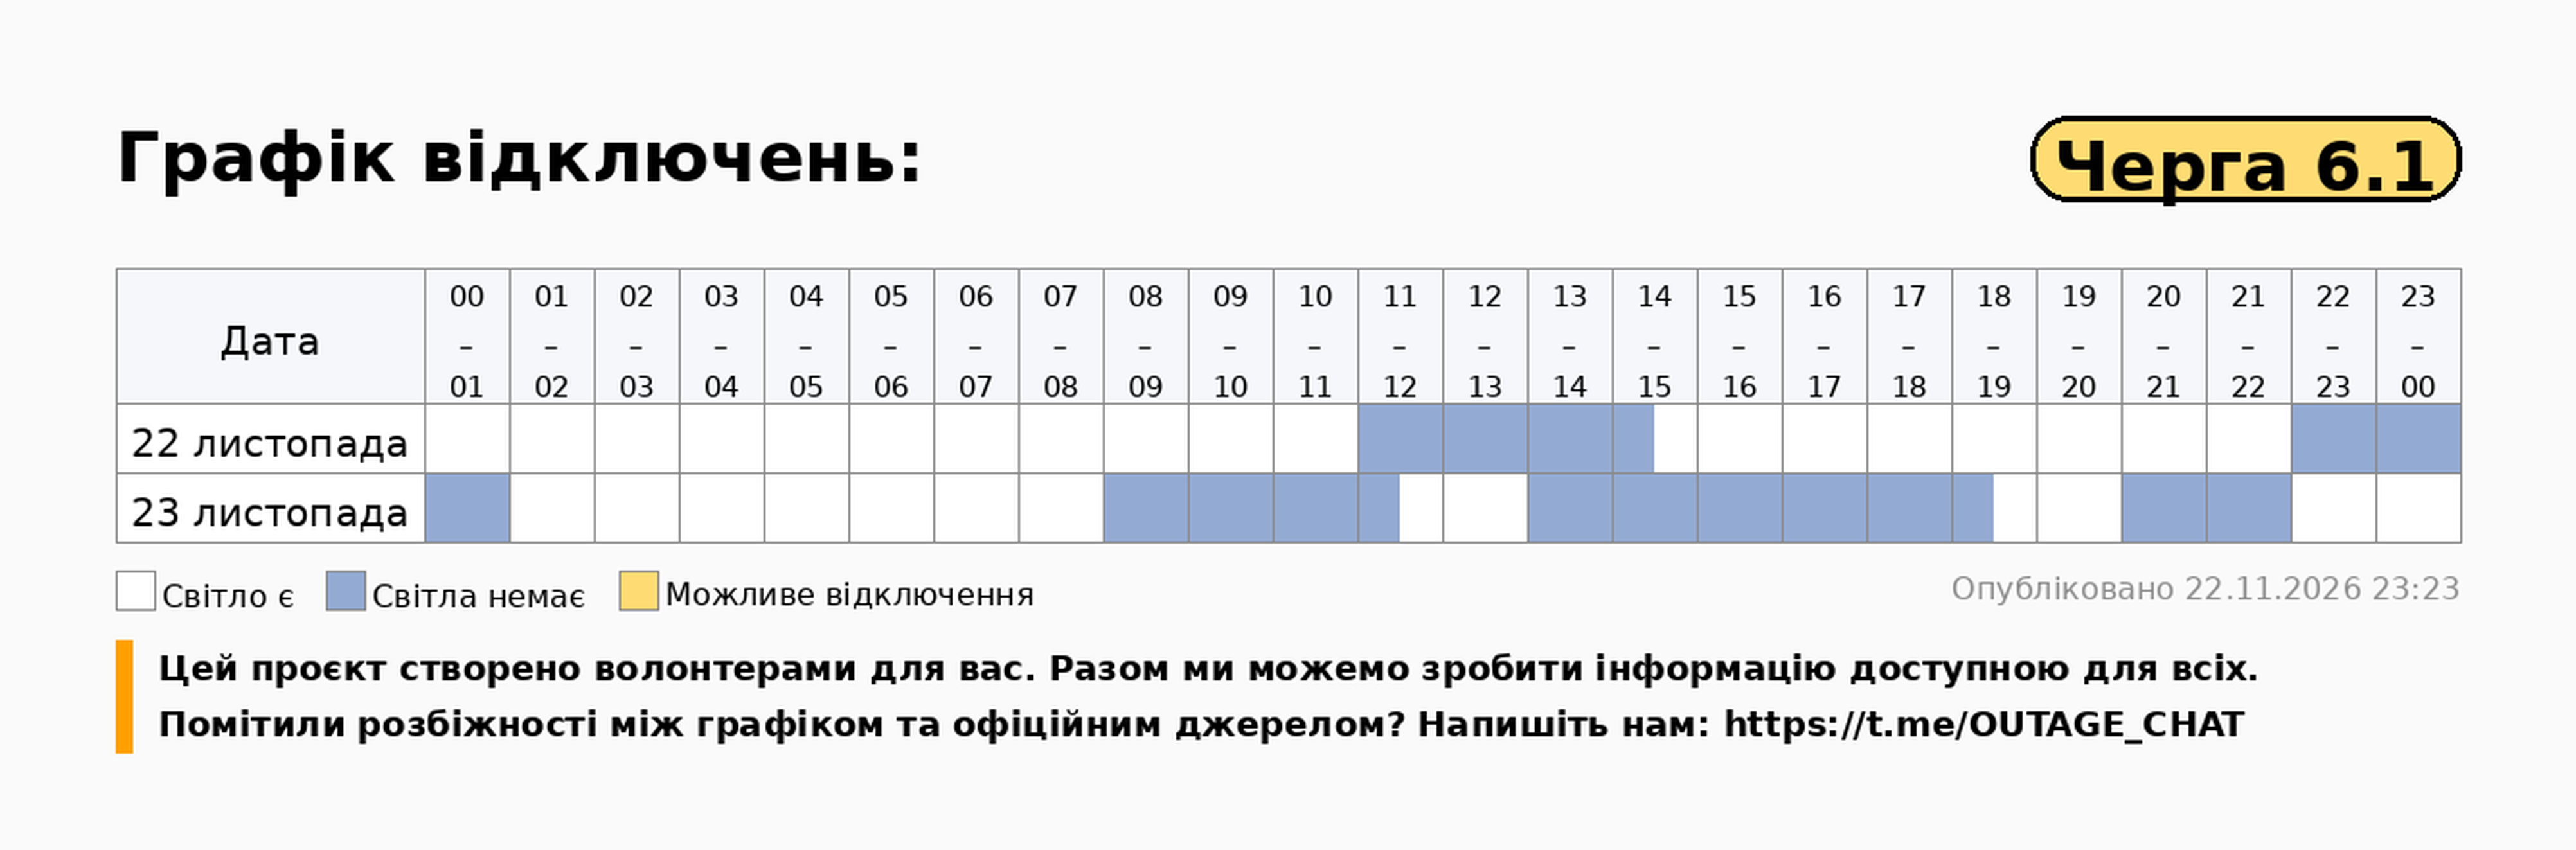 Графік відключень:
Черга 6.1
Дата
00 – 01
01 – 02
02 – 03
03 – 04
04 – 05
05 – 06
06 – 07
07 – 08
08 – 09
09 – 10
10 – 11
11 – 12
12 – 13
13 – 14
14 – 15
15 – 16
16 – 17
17 – 18
18 – 19
19 – 20
20 – 21
21 – 22
22 – 23
23 – 00
22 листопада
23 листопада
Світло є
Світла немає
Можливе відключення
Опубліковано 22.11.2026 23:23
Цей проєкт створено волонтерами для вас. Разом ми можемо зробити інформацію доступною для всіх.
Помітили розбіжності між графіком та офіційним джерелом? Напишіть нам: https://t.me/OUTAGE_CHAT